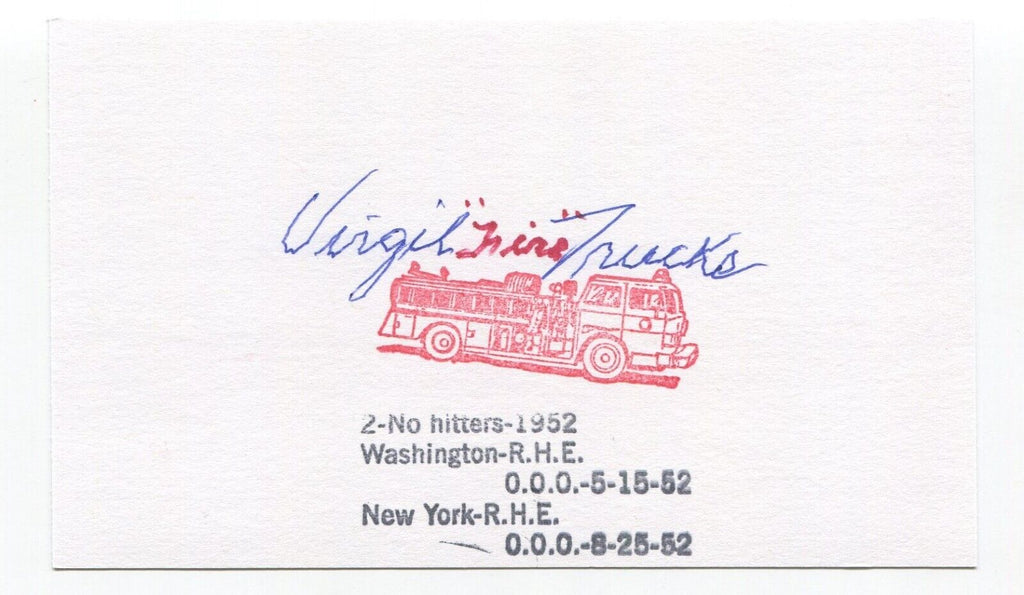 Virgil "Fire" Trucks
2-No hitters-1952
Washington-R.H.E.
0.0.0.-5-15-52
New York-R.H.E.
0.0.0.-8-25-52